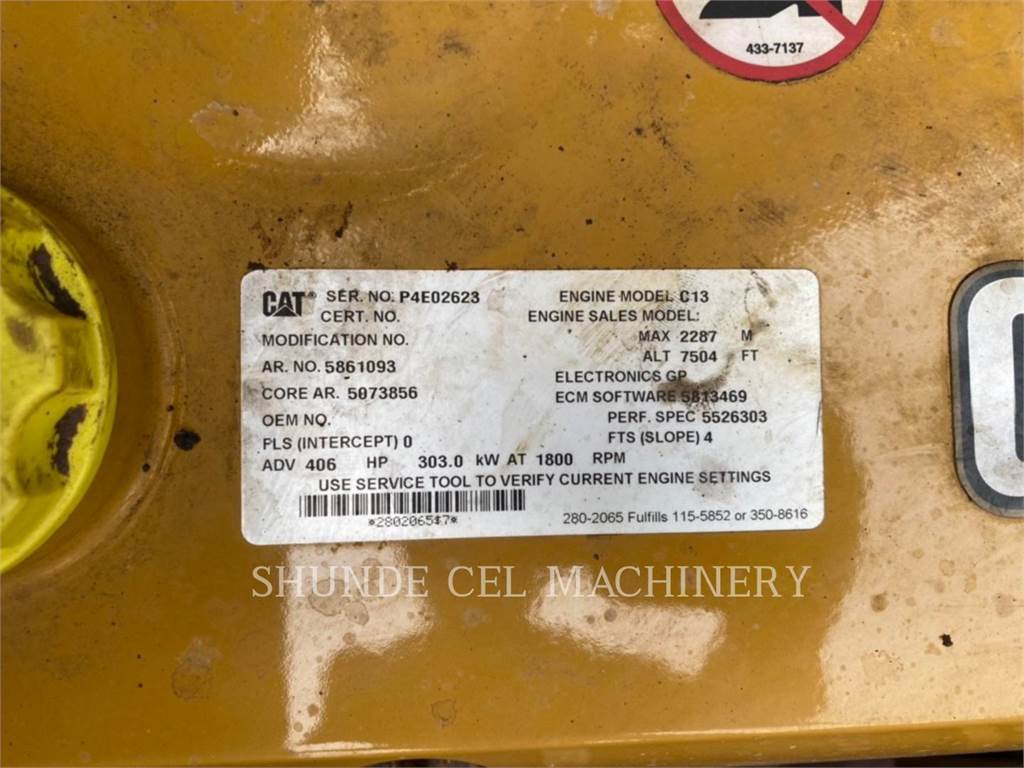 433-7137
CAT® SER. NO. P4E02623 ENGINE MODEL C13
CERT. NO. ENGINE SALES MODEL:
MODIFICATION NO. MAX 2287 M
ALT 7504 FT
AR. NO. 5861093
ELECTRONICS GP
CORE AR. 5073856 ECM SOFTWARE 5813469
OEM NO. PERF. SPEC 5526303
PLS (INTERCEPT) 0 FTS (SLOPE) 4
ADV 406 HP 303.0 kW AT 1800 RPM
USE SERVICE TOOL TO VERIFY CURRENT ENGINE SETTINGS
*2802065$7*
280-2065 Fulfills 115-5852 or 350-8616
SHUNDE CEL MACHINERY